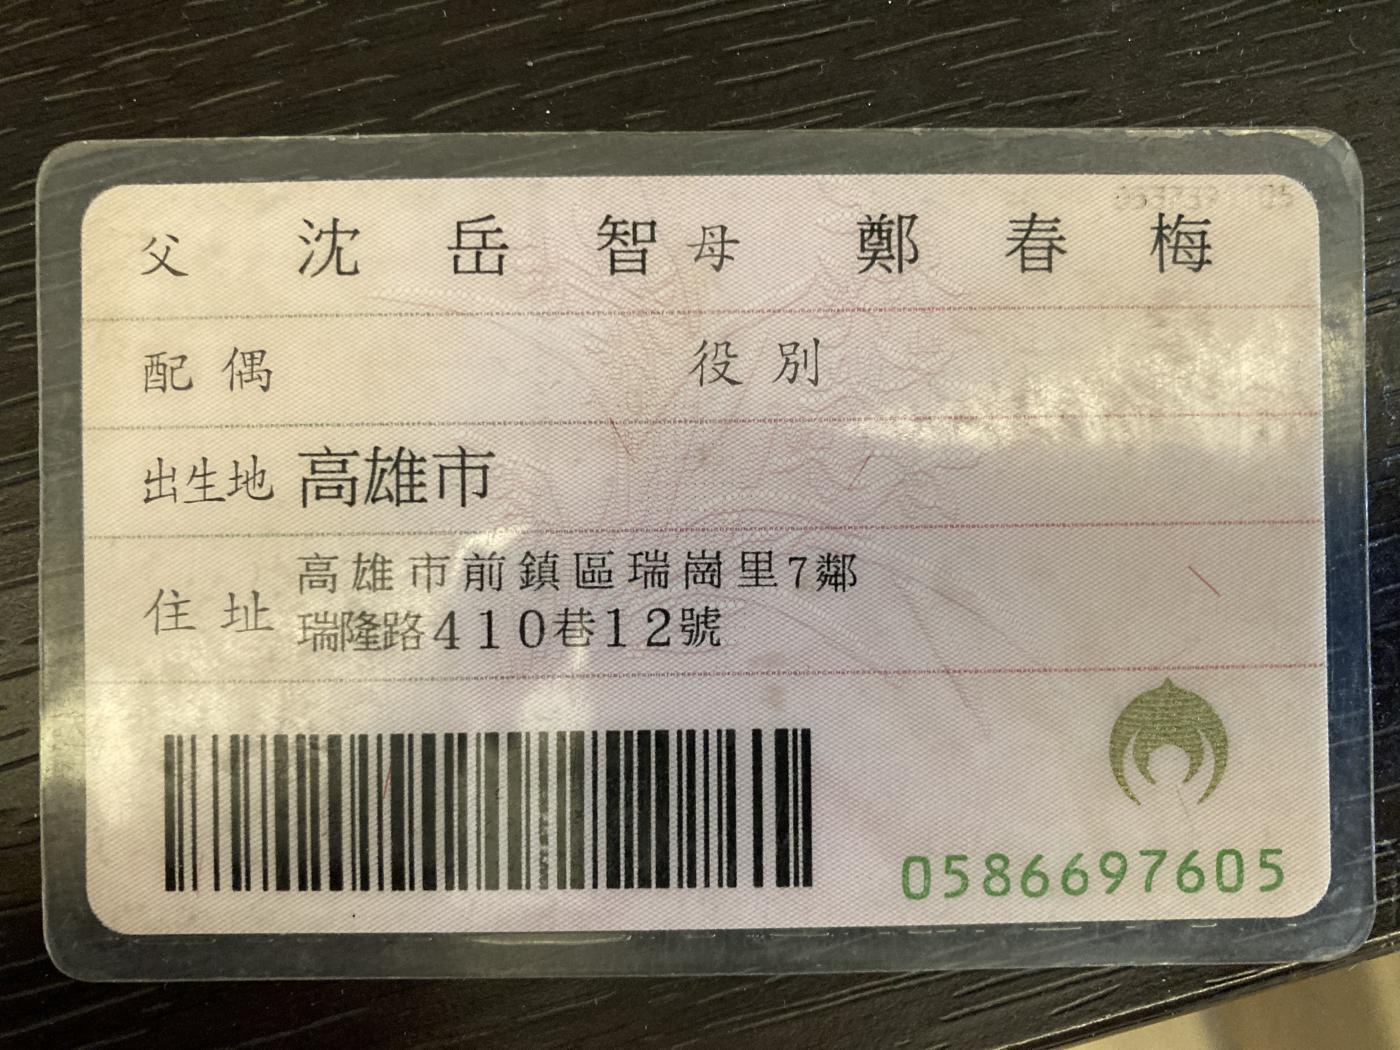 父 沈岳智 母 鄭春梅
配偶 役別
出生地 高雄市
住址 高雄市前鎮區瑞崗里7鄰
瑞隆路410巷12號
0586697605